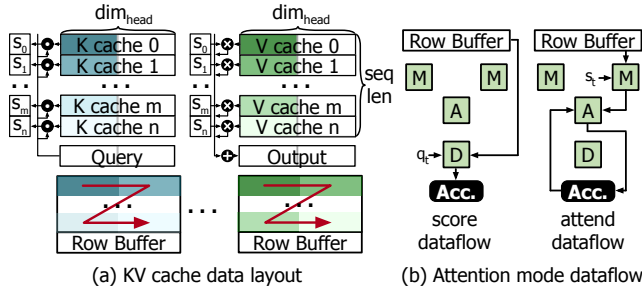 dim_head
dim_head
S_0 K cache 0
S_1 K cache 1
. . . .
S_m K cache m
S_n K cache n
Query
S_0 V cache 0
S_1 V cache 1
. . . .
S_m V cache m
S_n V cache n
Output
seq
len
. . .
Row Buffer
. . .
. . .
Row Buffer
(a) KV cache data layout
Row Buffer
M M
A
q_t D
Acc.
score
dataflow
Row Buffer
M s_t M
A
D
Acc.
attend
dataflow
(b) Attention mode dataflow